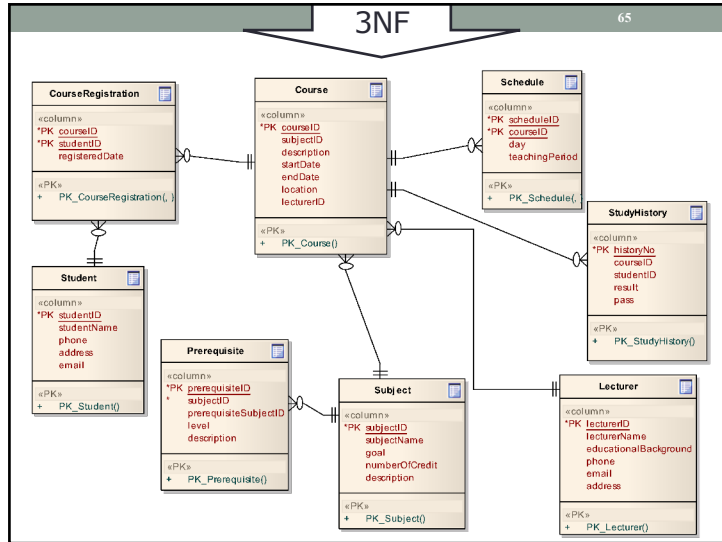 3NF
65
CourseRegistration
«column»
*PK courseID
*PK studentID
registeredDate
«PK»
+ PK_CourseRegistration(, )
Course
«column»
*PK courseID
subjectID
description
startDate
endDate
location
lecturerID
«PK»
+ PK_Course()
Schedule
«column»
*PK scheduleID
*PK courseID
day
teachingPeriod
«PK»
+ PK_Schedule(, )
StudyHistory
«column»
*PK historyNo
courseID
studentID
result
pass
«PK»
+ PK_StudyHistory()
Student
«column»
*PK studentID
studentName
phone
address
email
«PK»
+ PK_Student()
Prerequisite
«column»
*PK prerequisiteID
* subjectID
prerequisiteSubjectID
level
description
«PK»
+ PK_Prerequisite()
Subject
«column»
*PK subjectID
subjectName
goal
numberOfCredit
description
«PK»
+ PK_Subject()
Lecturer
«column»
*PK lecturerID
lecturerName
educationalBackground
phone
email
address
«PK»
+ PK_Lecturer()